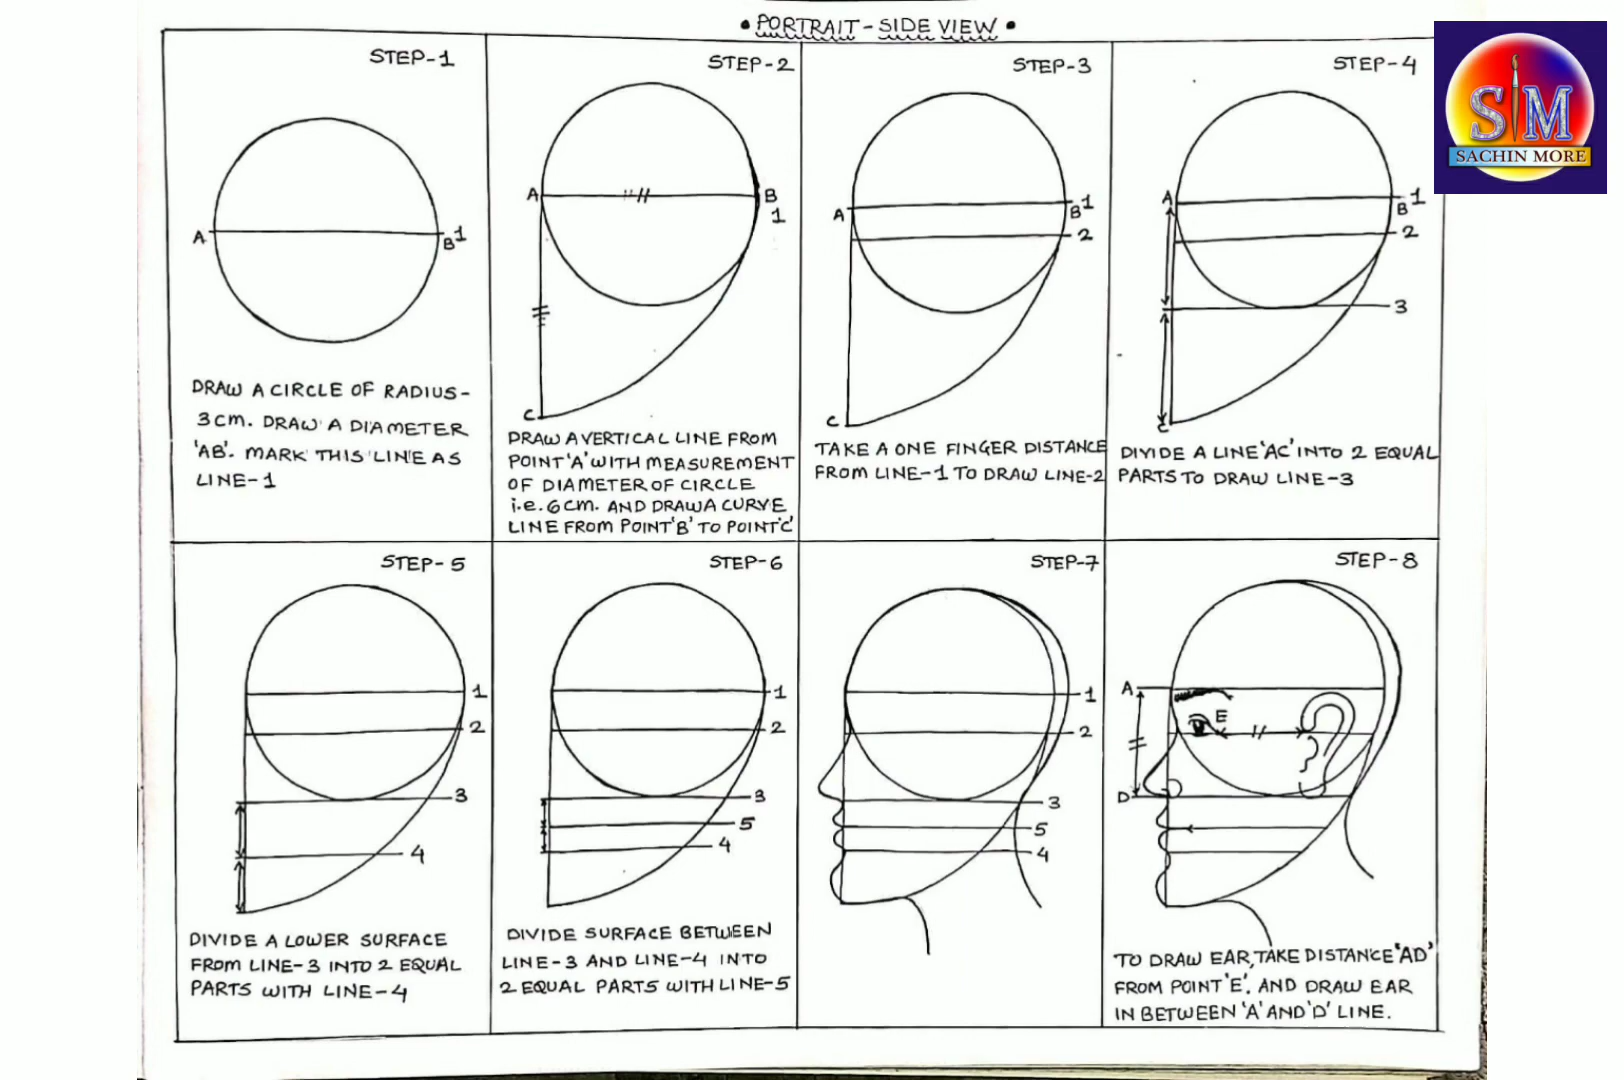 • PORTRAIT - SIDE VIEW •
STEP-1
A
B
1
DRAW A CIRCLE OF RADIUS-
3cm. DRAW A DIAMETER
'AB'. MARK THIS LINE AS
LINE-1
STEP-2
A
B
1
C
DRAW A VERTICAL LINE FROM
POINT 'A' WITH MEASUREMENT
OF DIAMETER OF CIRCLE
i.e. 6cm. AND DRAW A CURVE
LINE FROM POINT 'B' TO POINT 'C'
STEP-3
A
B
1
2
C
TAKE A ONE FINGER DISTANCE
FROM LINE-1 TO DRAW LINE-2
STEP-4
A
B
1
2
3
C
DIVIDE A LINE 'AC' INTO 2 EQUAL
PARTS TO DRAW LINE-3
SIM
SACHIN MORE
STEP-5
1
2
3
4
DIVIDE A LOWER SURFACE
FROM LINE-3 INTO 2 EQUAL
PARTS WITH LINE-4
STEP-6
1
2
3
5
4
DIVIDE SURFACE BETWEEN
LINE-3 AND LINE-4 INTO
2 EQUAL PARTS WITH LINE-5
STEP-7
1
2
3
5
4
STEP-8
A
E
D
TO DRAW EAR, TAKE DISTANCE 'AD'
FROM POINT 'E'. AND DRAW EAR
IN BETWEEN 'A' AND 'D' LINE.